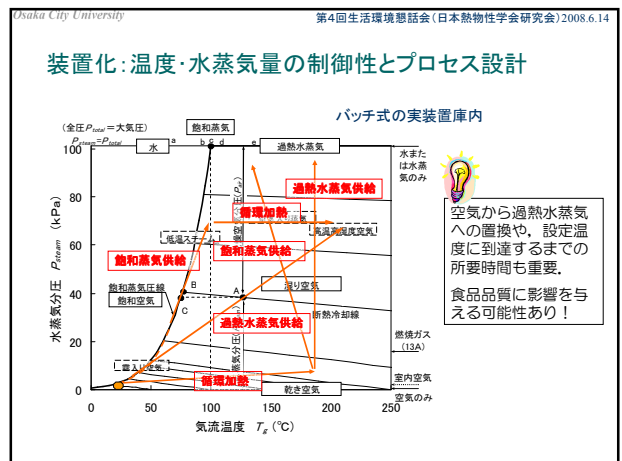 Osaka City University
第4回生活環境懇話会(日本熱物性学会研究会)2008.6.14
装置化:温度・水蒸気量の制御性とプロセス設計
バッチ式の実装置庫内
(全圧Ptotal=大気圧)
飽和蒸気
Psteam=Ptotal
水
a
b c d
e
過熱水蒸気
100
80
60
40
20
0
水蒸気分圧 Psteam (kPa)
水また
は水蒸
気のみ
過熱水蒸気供給
循環加熱
低温スチーム
高温高湿度空気
飽和蒸気供給
飽和蒸気供給
飽和蒸気圧線
飽和空気
B
C
A
湿り空気
断熱冷却線
過熱水蒸気供給
燃焼ガス
(13A)
循環加熱
乾き空気
室内空気
空気のみ
0
50
100
150
200
250
気流温度 Tg (℃)
空気から過熱水蒸気
への置換や,設定温
度に到達するまでの
所要時間も重要.
食品品質に影響を与
える可能性あり!